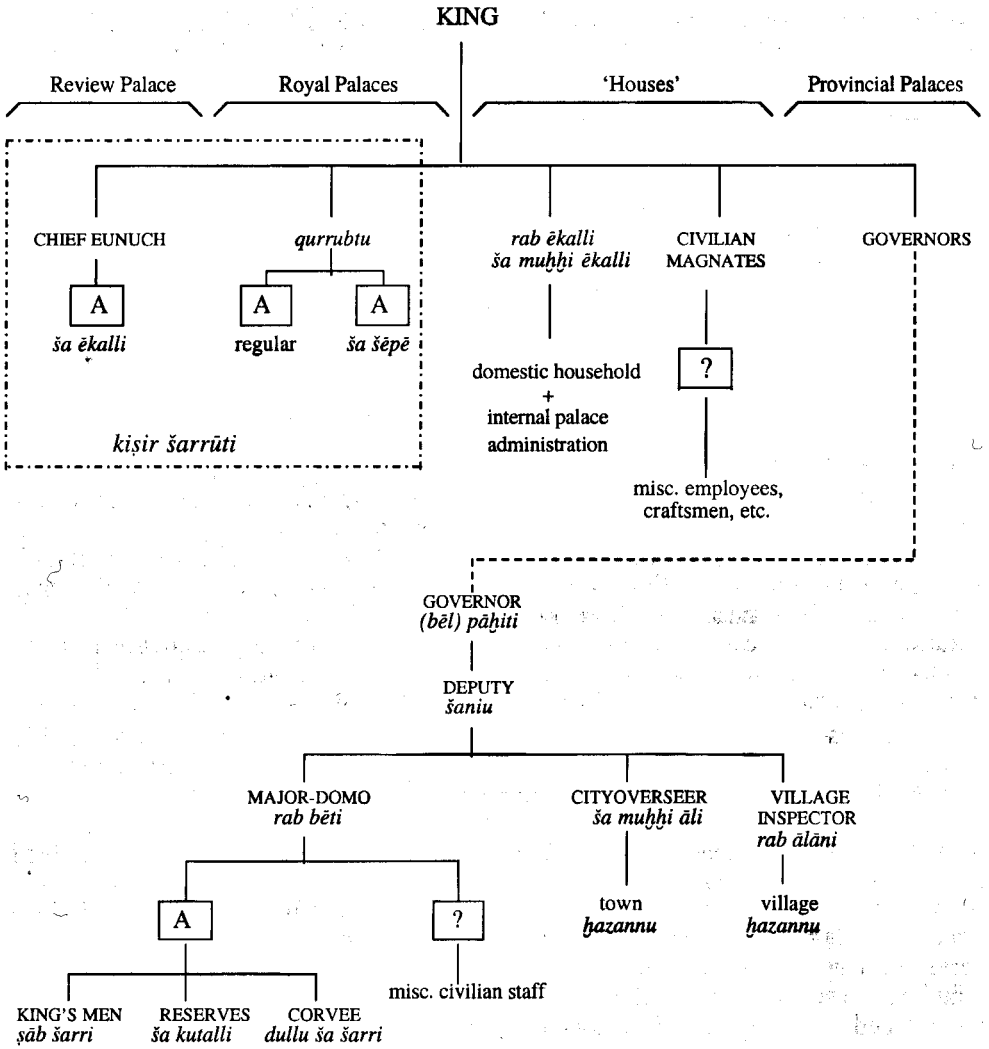 KING
Review Palace
Royal Palaces
'Houses'
Provincial Palaces
CHIEF EUNUCH
qurrubtu
rab ēkalli
ša muḫḫi ēkalli
CIVILIAN
MAGNATES
GOVERNORS
A
ša ēkalli
A
regular
A
ša šēpē
domestic household
+
internal palace
administration
?
misc. employees,
craftsmen, etc.
kiṣir šarrūti
GOVERNOR
(bēl) pāḫiti
DEPUTY
šaniu
MAJOR-DOMO
rab bēti
CITYOVERSEER
ša muḫḫi āli
VILLAGE
INSPECTOR
rab ālāni
A
?
town
ḫazannu
village
ḫazannu
KING'S MEN
ṣāb šarri
RESERVES
ša kutalli
CORVEE
dullu ša šarri
misc. civilian staff